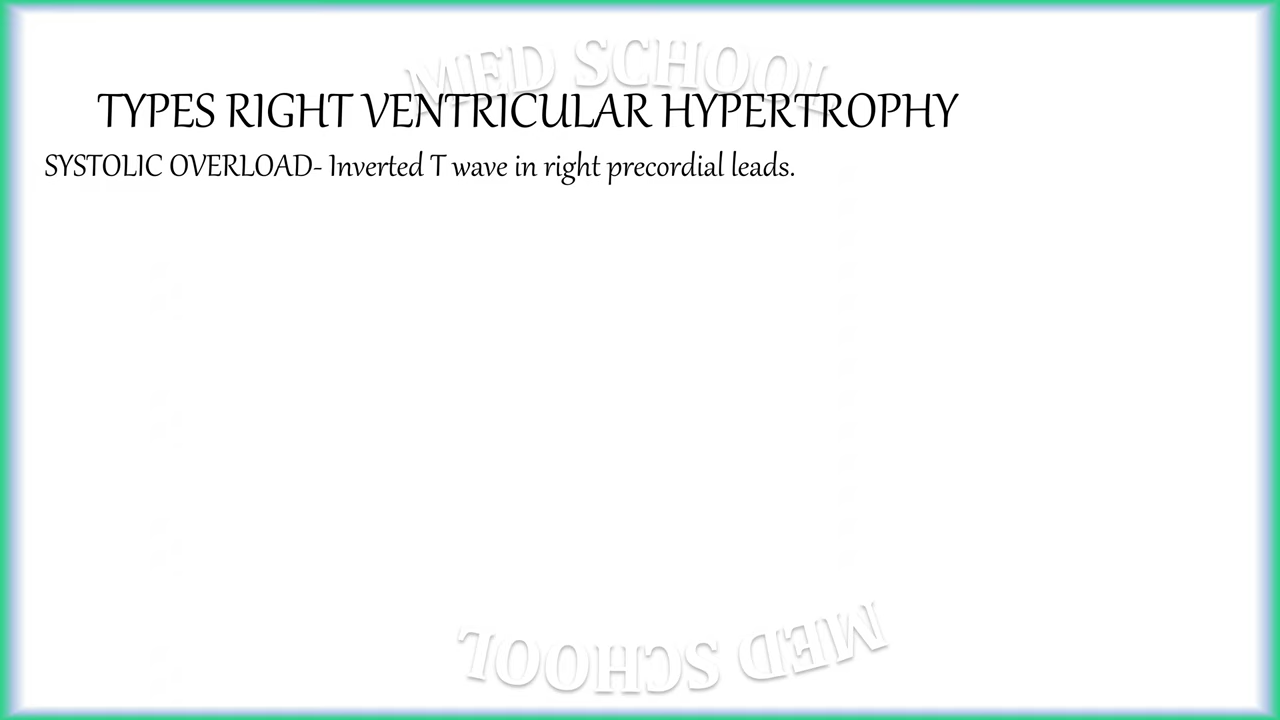 MED SCHOOL
TYPES RIGHT VENTRICULAR HYPERTROPHY
SYSTOLIC OVERLOAD- Inverted T wave in right precordial leads.
MED SCHOOL